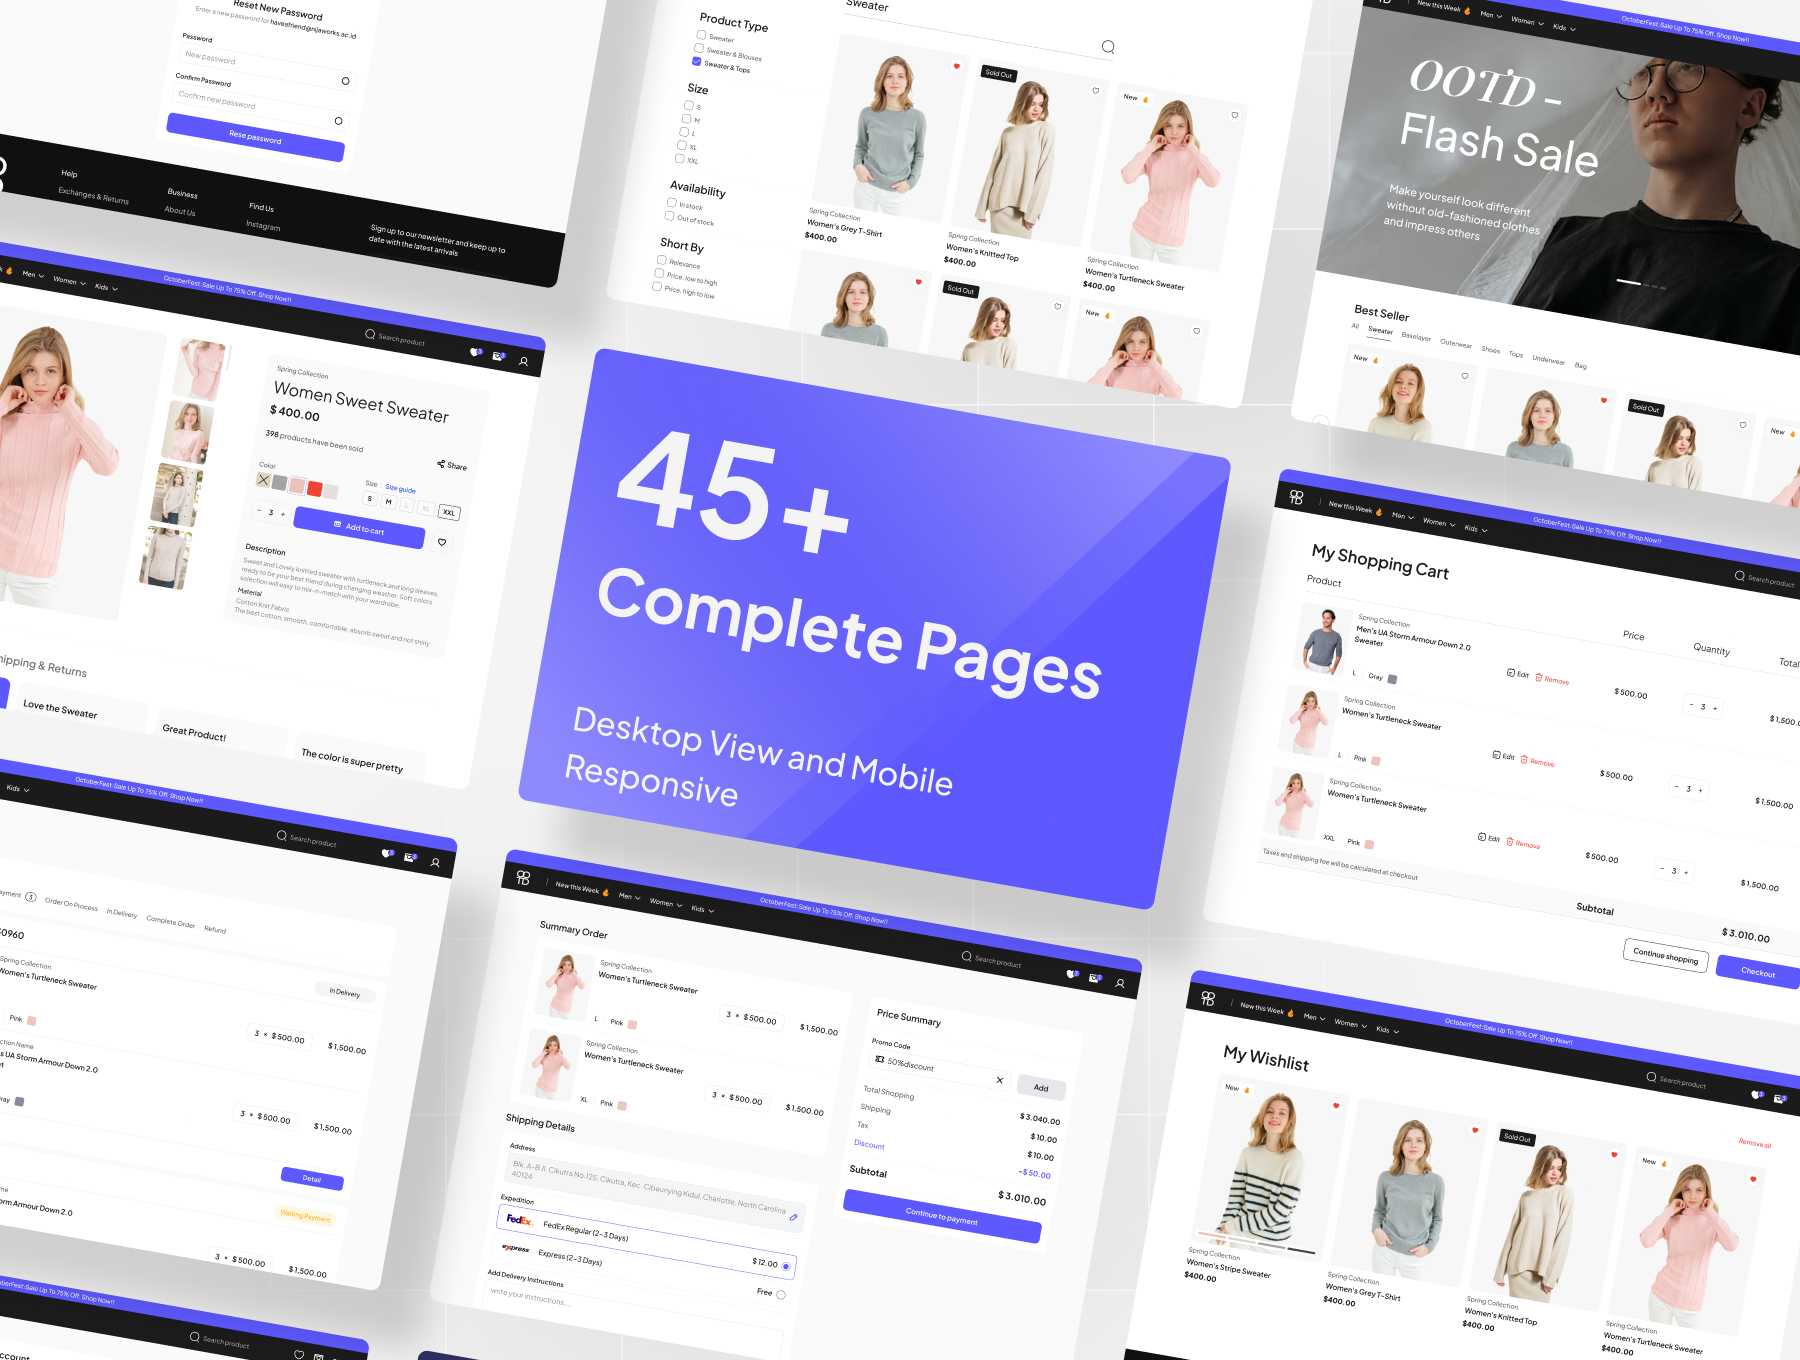 Reset New Password
Enter a new password for havesfriend@nijaworks.ac.id
Password
New password
Confirm Password
Confirm new password
Rese password
Help
Exchanges & Returns
Business
About Us
Find Us
Instagram
Sign up to our newsletter and keep up to
date with the latest arrivals
Sweater
Product Type
Sweater
Sweater & Blouses
Sweater & Tops
Size
S
M
L
XL
XXL
Availability
In stock
Out of stock
Short By
Relevance
Price, low to high
Price, high to low
Spring Collection
Women's Grey T-Shirt
$400.00
Sold Out
Spring Collection
Women's Knitted Top
$400.00
New
Spring Collection
Women's Turtleneck Sweater
$400.00
Sold Out
New
OctoberFest: Sale Up To 75% Off. Shop Now!!
New this Week
Men
Women
Kids
OOTD -
Flash Sale
Make yourself look different
without old-fashioned clothes
and impress others
Best Seller
All
Sweater
Baselayer
Outerwear
Shoes
Tops
Underwear
Bag
New
Sold Out
New
OctoberFest: Sale Up To 75% Off. Shop Now!!
Men
Women
Kids
Search product
Spring Collection
Women Sweet Sweater
$400.00
398 products have been sold
Share
Color
Size
Size guide
S
M
L
XL
XXL
- 3 +
Add to cart
Description
Sweet and Lovely knitted sweater with turtleneck and long sleeves,
ready to be your best friend during chenging weather. Soft colors
selection will easy to mix-n-match with your wardrobe.
Material
Conton Knit Fabric
The best cotton, smooth, comfortable, absorb sweat and not shiny
hipping & Returns
Love the Sweater
Great Product!
The color is super pretty
45+
Complete Pages
Desktop View and Mobile
Responsive
OctoberFest: Sale Up To 75% Off. Shop Now!!
OOTD
New this Week
Men
Women
Kids
Search product
My Shopping Cart
Product
Price
Quantity
Total
Spring Collection
Men's UA Storm Armour Down 2.0
Sweater
L
Gray
Edit
Remove
$500.00
- 3 +
$1,500.0
Spring Collection
Women's Turtleneck Sweater
L
Pink
Edit
Remove
$500.00
- 3 +
$1,500.00
Spring Collection
Women's Turtleneck Sweater
XXL
Pink
Edit
Remove
$500.00
- 3 +
$1,500.00
Taxes and shipping fee will be calculated at checkout
Subtotal
$3.010.00
Continue shopping
Checkout
OctoberFest: Sale Up To 75% Off. Shop Now!!
Kids
Search product
ayment 3
Order On Process
In Delivery
Complete Order
Refund
0960
Spring Collection
Women's Turtleneck Sweater
In Delivery
Pink
3 × $500.00
$1,500.00
ction Name
s UA Storm Armour Down 2.0
ray
3 × $500.00
$1,500.00
Detail
Waiting Payment
me
orm Armour Down 2.0
3 × $500.00
$1,500.00
OctoberFest: Sale Up To 75% Off. Shop Now!!
OOTD
New this Week
Men
Women
Kids
Search product
Summary Order
Spring Collection
Women's Turtleneck Sweater
L
Pink
3 × $500.00
$1,500.00
Spring Collection
Women's Turtleneck Sweater
XL
Pink
3 × $500.00
$1,500.00
Shipping Details
Address
Blk. A-B Jl. Cikutra No.125, Cikutra, Kec. Cibeunying Kidul, Charlotte, North Carolina
40124
Expedition
FedEx
FedEx Regular (2-3 Days)
$12.00
express
Express (2-3 Days)
Free
Add Delivery Instructions
write your instructions...
Price Summary
Promo Code
50%discount
Add
Total Shopping
$3.040.00
Shipping
$10.00
Tax
$10.00
Discount
-$50.00
Subtotal
$3.010.00
Continue to payment
OctoberFest: Sale Up To 75% Off. Shop Now!!
OOTD
New this Week
Men
Women
Kids
Search product
My Wishlist
Remove all
New
Spring Collection
Women's Stripe Sweater
$400.00
Spring Collection
Women's Grey T-Shirt
$400.00
Sold Out
Spring Collection
Women's Knitted Top
$400.00
New
Spring Collection
Women's Turtleneck Sweater
$400.00
oberFest: Sale Up To 75% Off. Shop Now!!
Search product
ccount